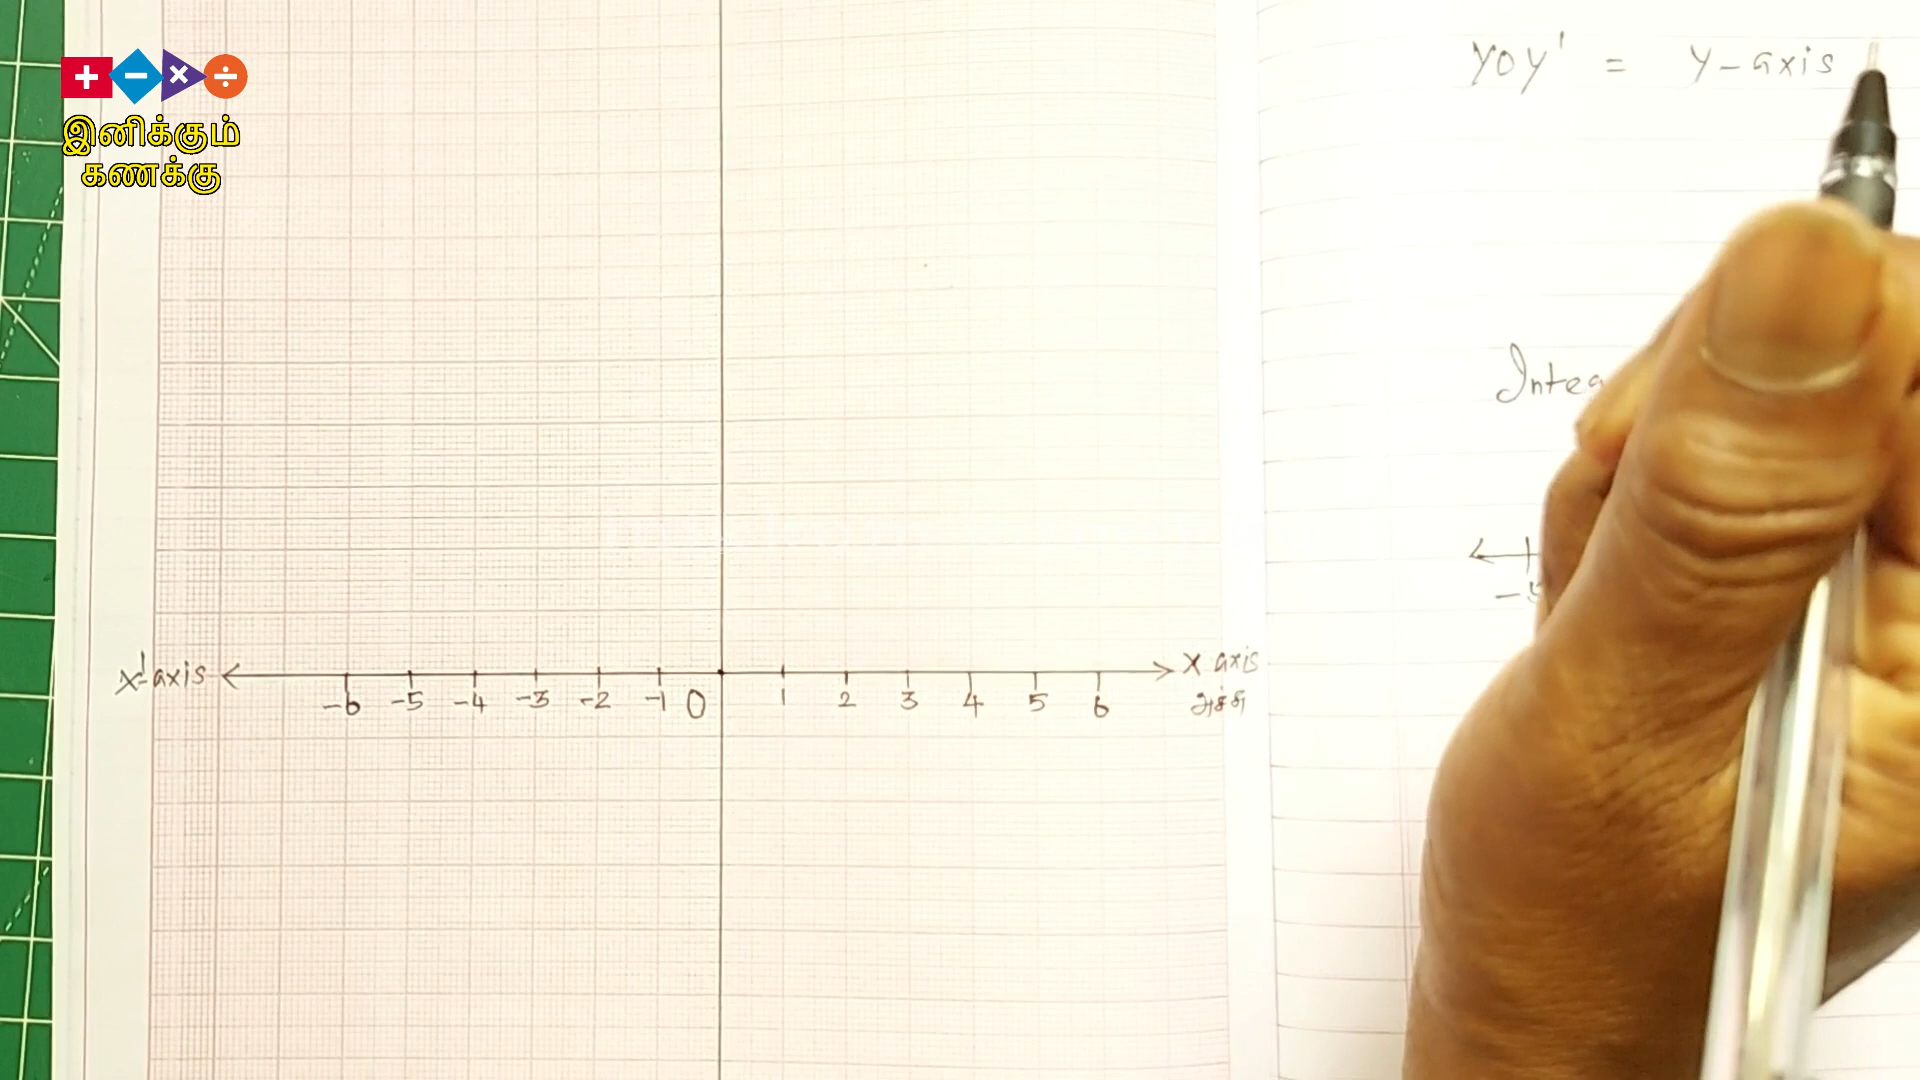 இனிக்கும்
கணக்கு
YOY' = Y-axis
x'-axis
X axis
அச்சு
-6 -5 -4 -3 -2 -1 0 1 2 3 4 5 6